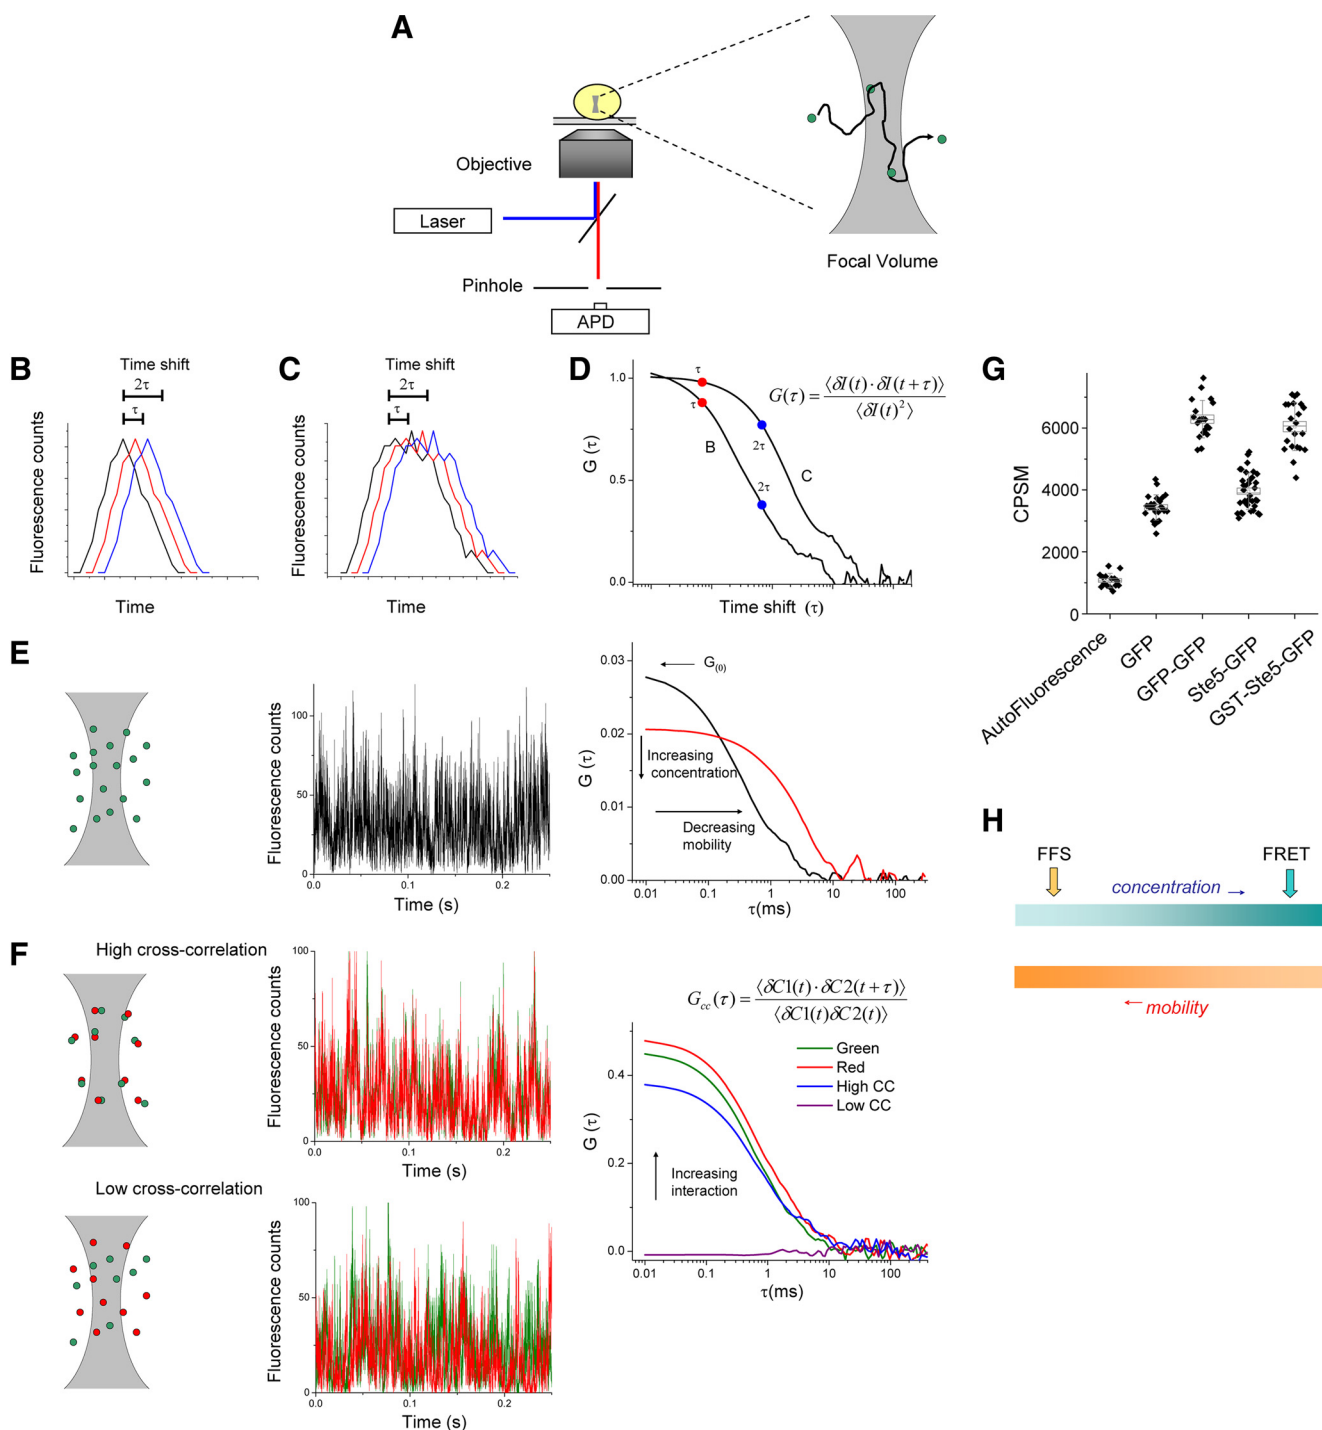 A
Objective
Laser
Pinhole
APD
Focal Volume
B
Time shift
2τ
τ
Fluorescence counts
Time
C
Time shift
2τ
τ
Fluorescence counts
Time
D
G(τ) = ⟨δI(t)·δI(t+τ)⟩ / ⟨δI(t)²⟩
1.0
0.5
0.0
G (τ)
τ
τ
2τ
2τ
B
C
Time shift (τ)
G
CPSM
6000
4000
2000
0
AutoFluorescence
GFP
GFP-GFP
Ste5-GFP
GST-Ste5-GFP
E
Fluorescence counts
100
50
0
0.0
0.1
0.2
Time (s)
G (τ)
0.03
0.02
0.01
0.00
G(0)
Increasing
concentration
Decreasing
mobility
0.01
0.1
1
10
100
τ(ms)
H
FFS
FRET
concentration →
← mobility
F
High cross-correlation
Fluorescence counts
100
50
0
0.0
0.1
0.2
Time (s)
Low cross-correlation
Fluorescence counts
100
50
0
0.0
0.1
0.2
Time (s)
Gcc(τ) = ⟨δC1(t)·δC2(t+τ)⟩ / ⟨δC1(t)δC2(t)⟩
Green
Red
High CC
Low CC
G (τ)
0.4
0.2
0.0
Increasing
interaction
0.01
0.1
1
10
100
τ(ms)